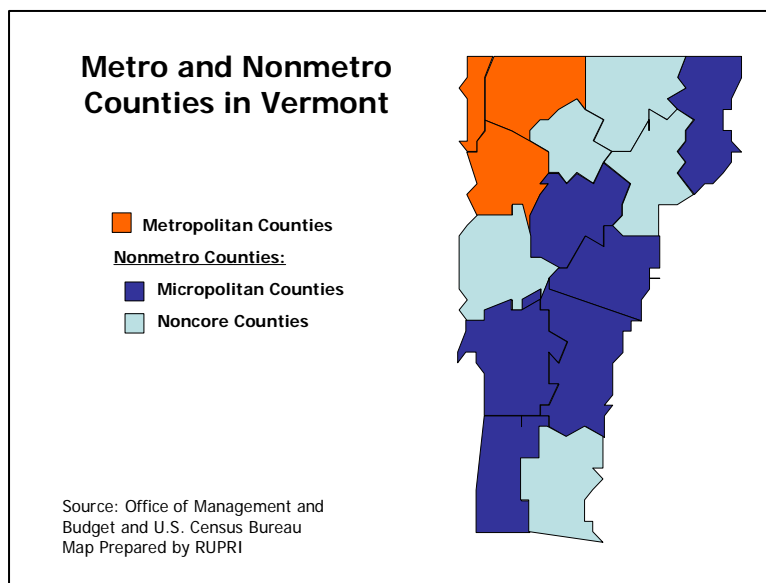 Metro and Nonmetro
Counties in Vermont
Metropolitan Counties
Nonmetro Counties:
Micropolitan Counties
Noncore Counties
Source: Office of Management and
Budget and U.S. Census Bureau
Map Prepared by RUPRI